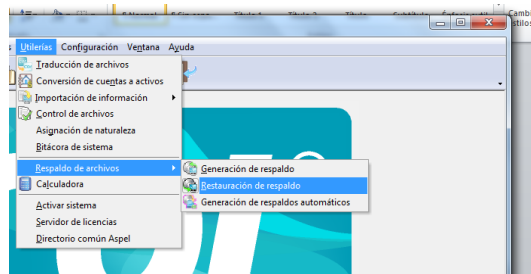 Cambi
estilos
Utilerías Configuración Ventana Ayuda
Traducción de archivos
Conversión de cuentas a activos
Importación de información
Control de archivos
Asignación de naturaleza
Bitácora de sistema
Respaldo de archivos
Generación de respaldo
Calculadora
Restauración de respaldo
Generación de respaldos automáticos
Activar sistema
Servidor de licencias
Directorio común Aspel